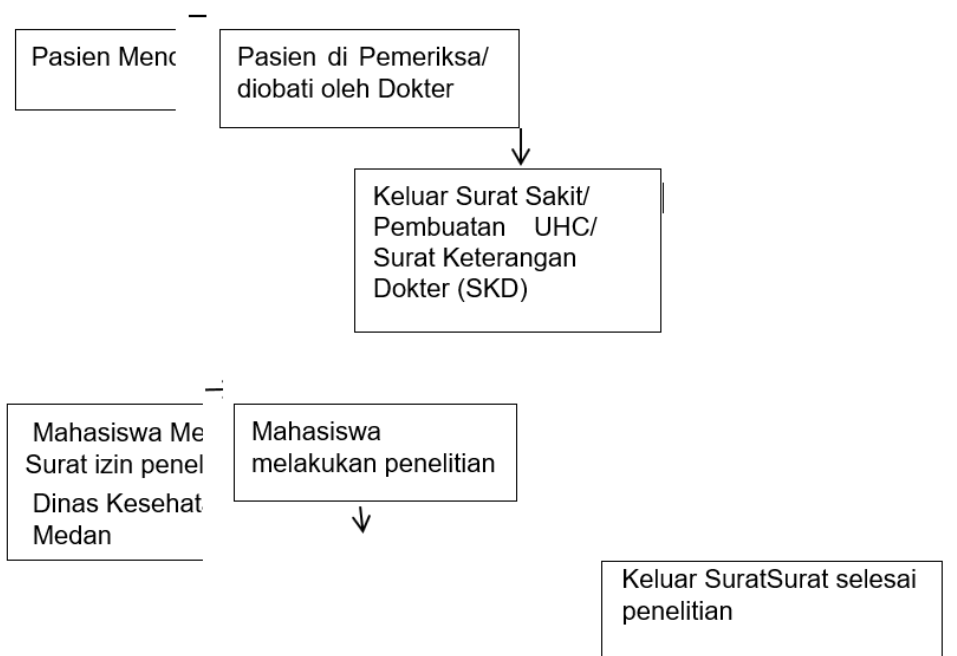 Pasien
Pasien di Pemeriksa/
diobati oleh Dokter
Keluar Surat Sakit/
Pembuatan UHC/
Surat Keterangan
Dokter (SKD)
Mahasiswa Me
Surat izin penel
Dinas Kesehat
Medan
Mahasiswa
melakukan penelitian
Keluar SuratSurat selesai
penelitian